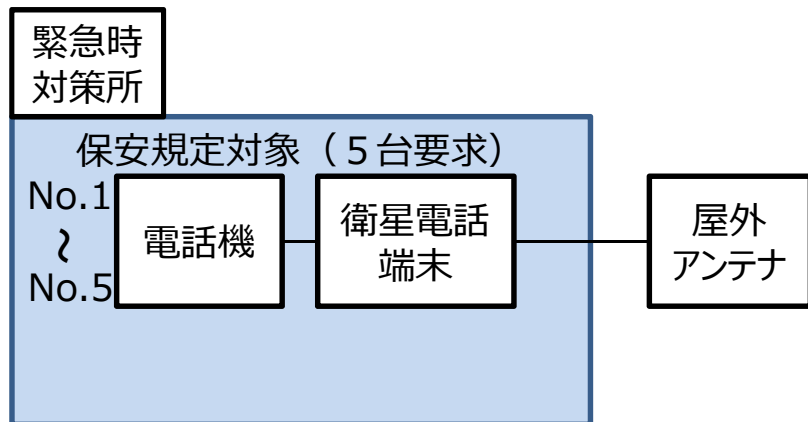 緊急時
対策所
保安規定対象（５台要求）
No.1
～
No.5
電話機
衛星電話
端末
屋外
アンテナ